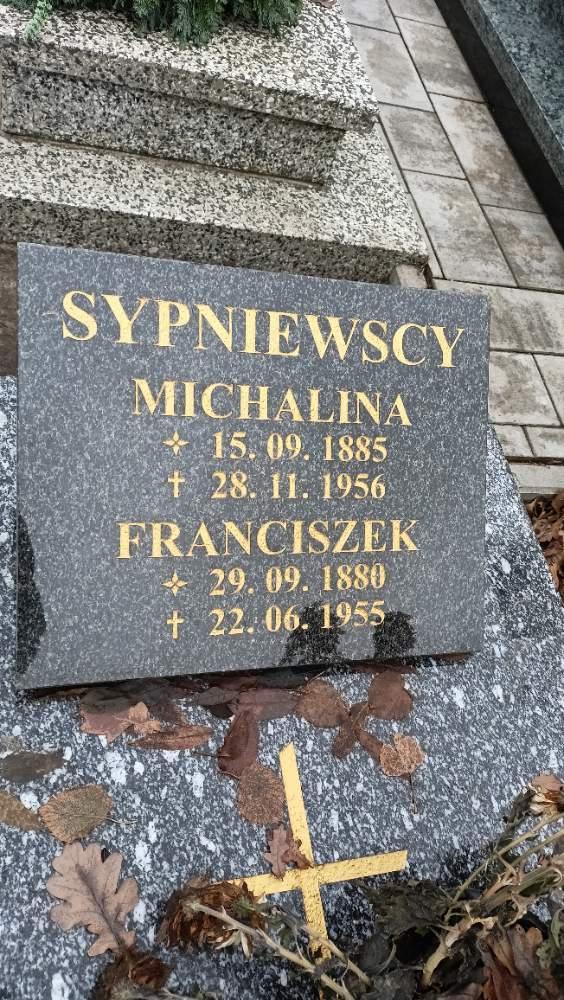 SYPNIEWSCY
MICHALINA
✧ 15. 09. 1885
† 28. 11. 1956
FRANCISZEK
✧ 29. 09. 1880
† 22. 06. 1955